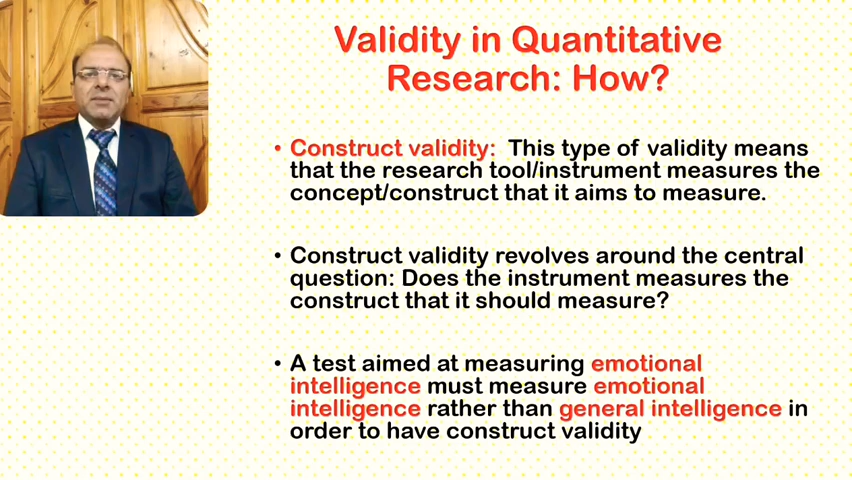 Validity in Quantitative
Research: How?
• Construct validity: This type of validity means
that the research tool/instrument measures the
concept/construct that it aims to measure.
• Construct validity revolves around the central
question: Does the instrument measures the
construct that it should measure?
• A test aimed at measuring emotional
intelligence must measure emotional
intelligence rather than general intelligence in
order to have construct validity